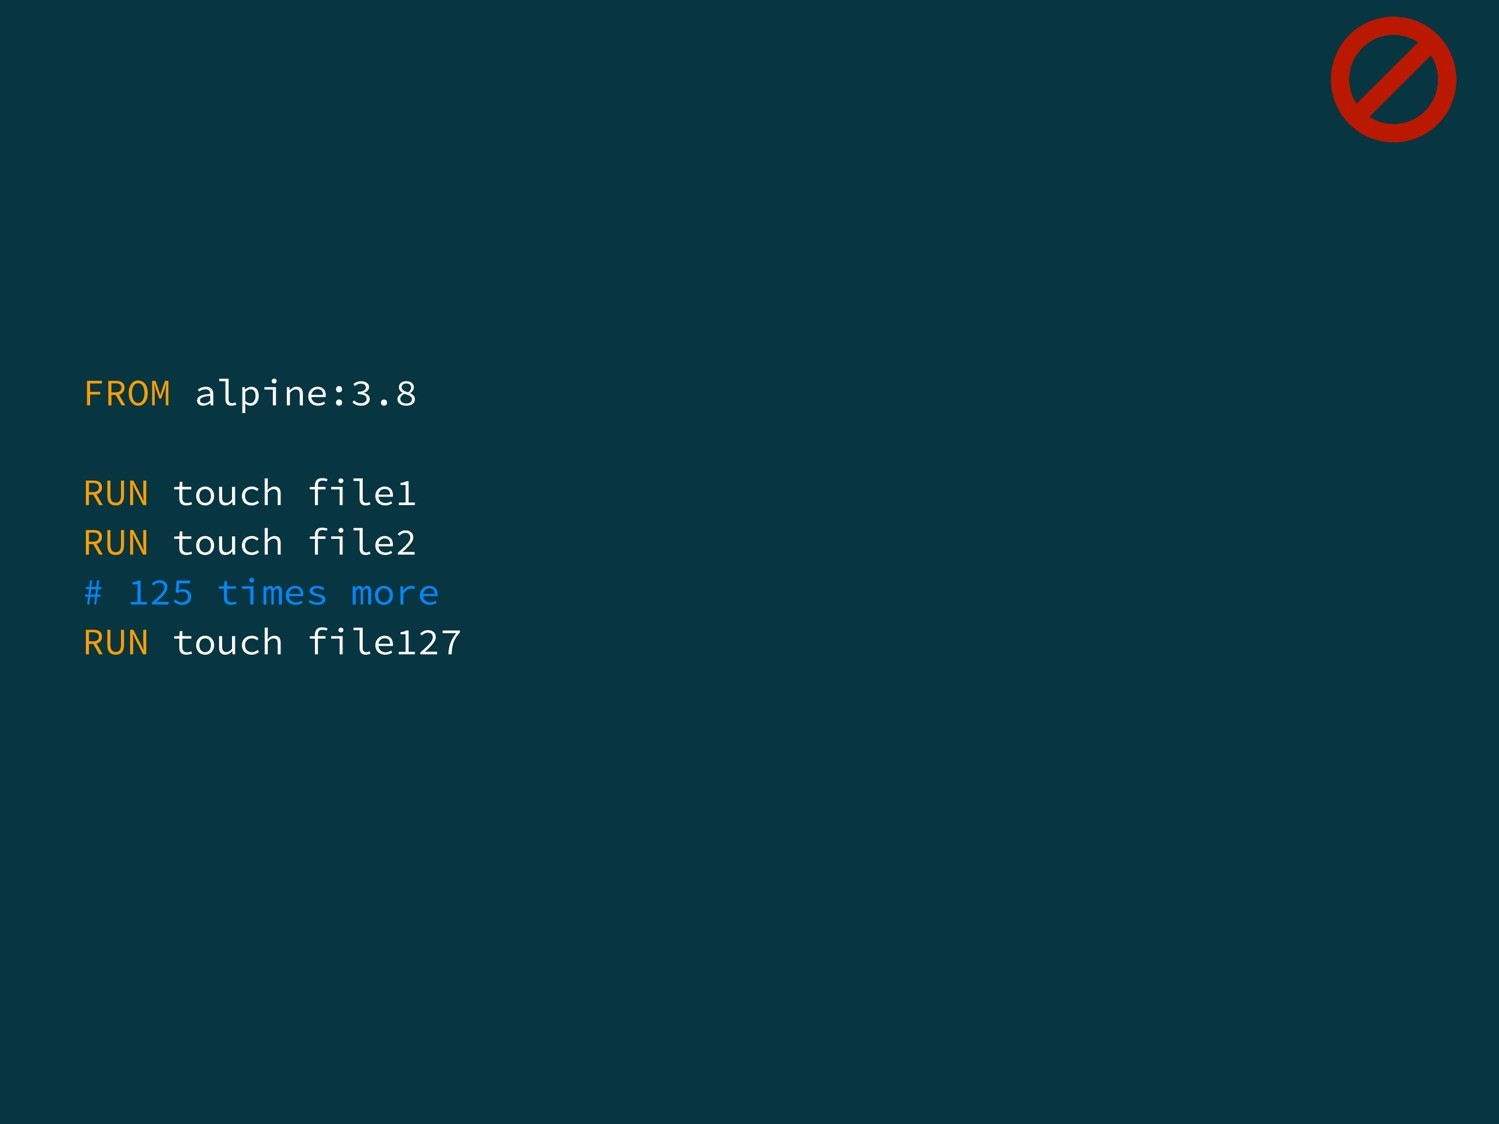 FROM alpine:3.8
RUN touch file1
RUN touch file2
# 125 times more
RUN touch file127